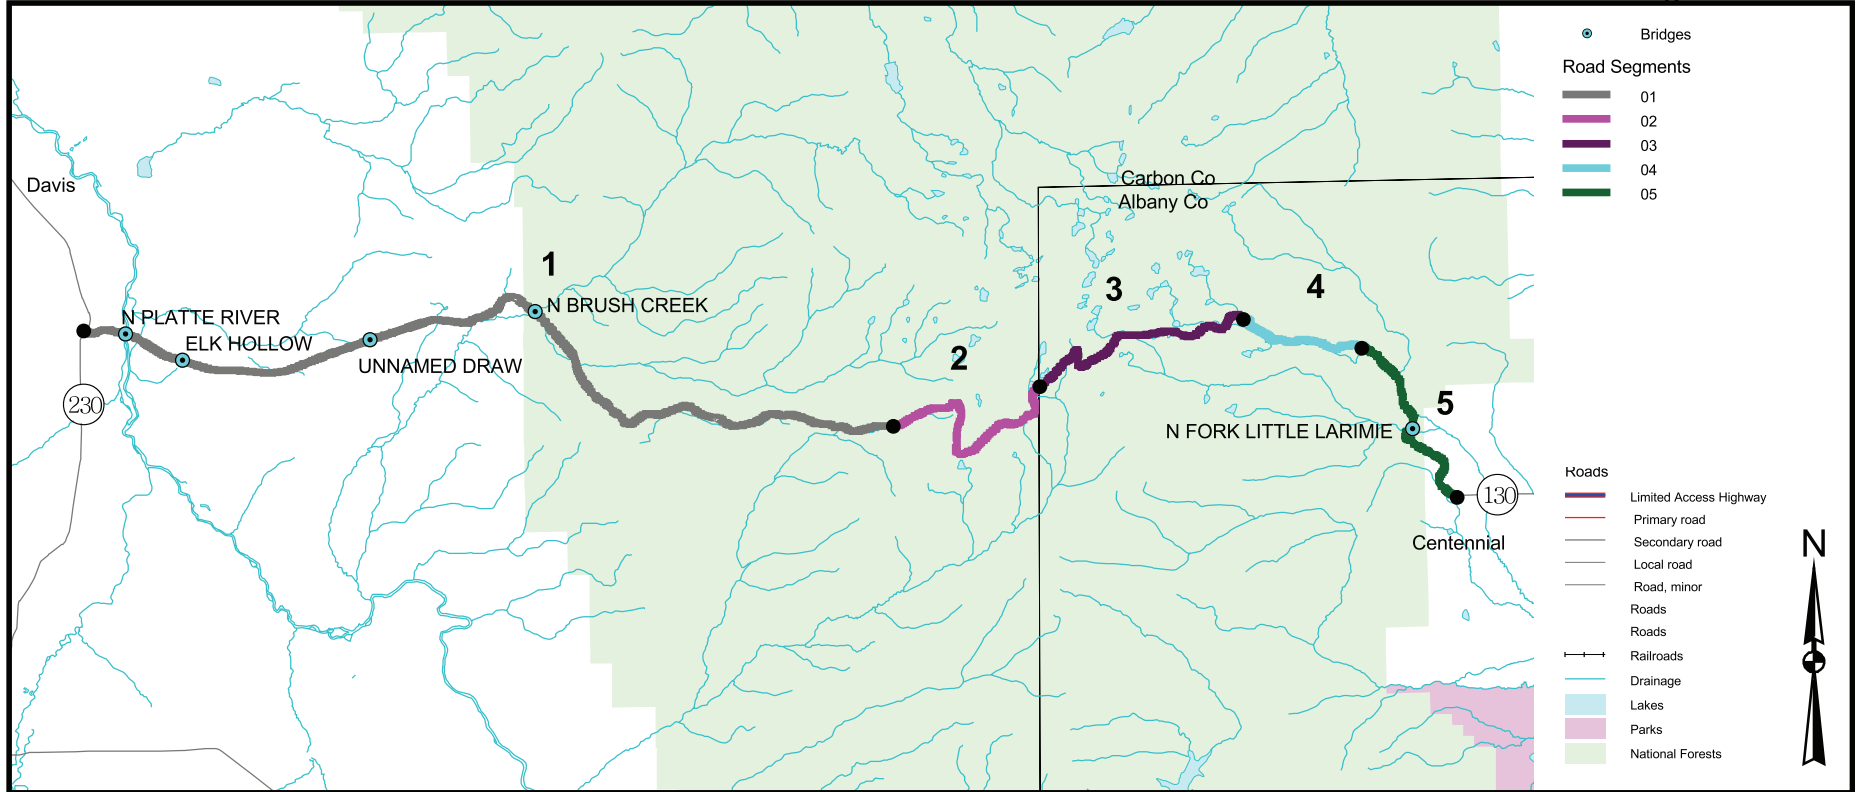 Bridges
Road Segments
01
02
03
04
05
Davis
Carbon Co
Albany Co
1
N BRUSH CREEK
N PLATTE RIVER
ELK HOLLOW
UNNAMED DRAW
230
2
3
4
5
N FORK LITTLE LARIMIE
130
Centennial
Roads
Limited Access Highway
Primary road
Secondary road
Local road
Road, minor
Roads
Roads
Railroads
Drainage
Lakes
Parks
National Forests
N